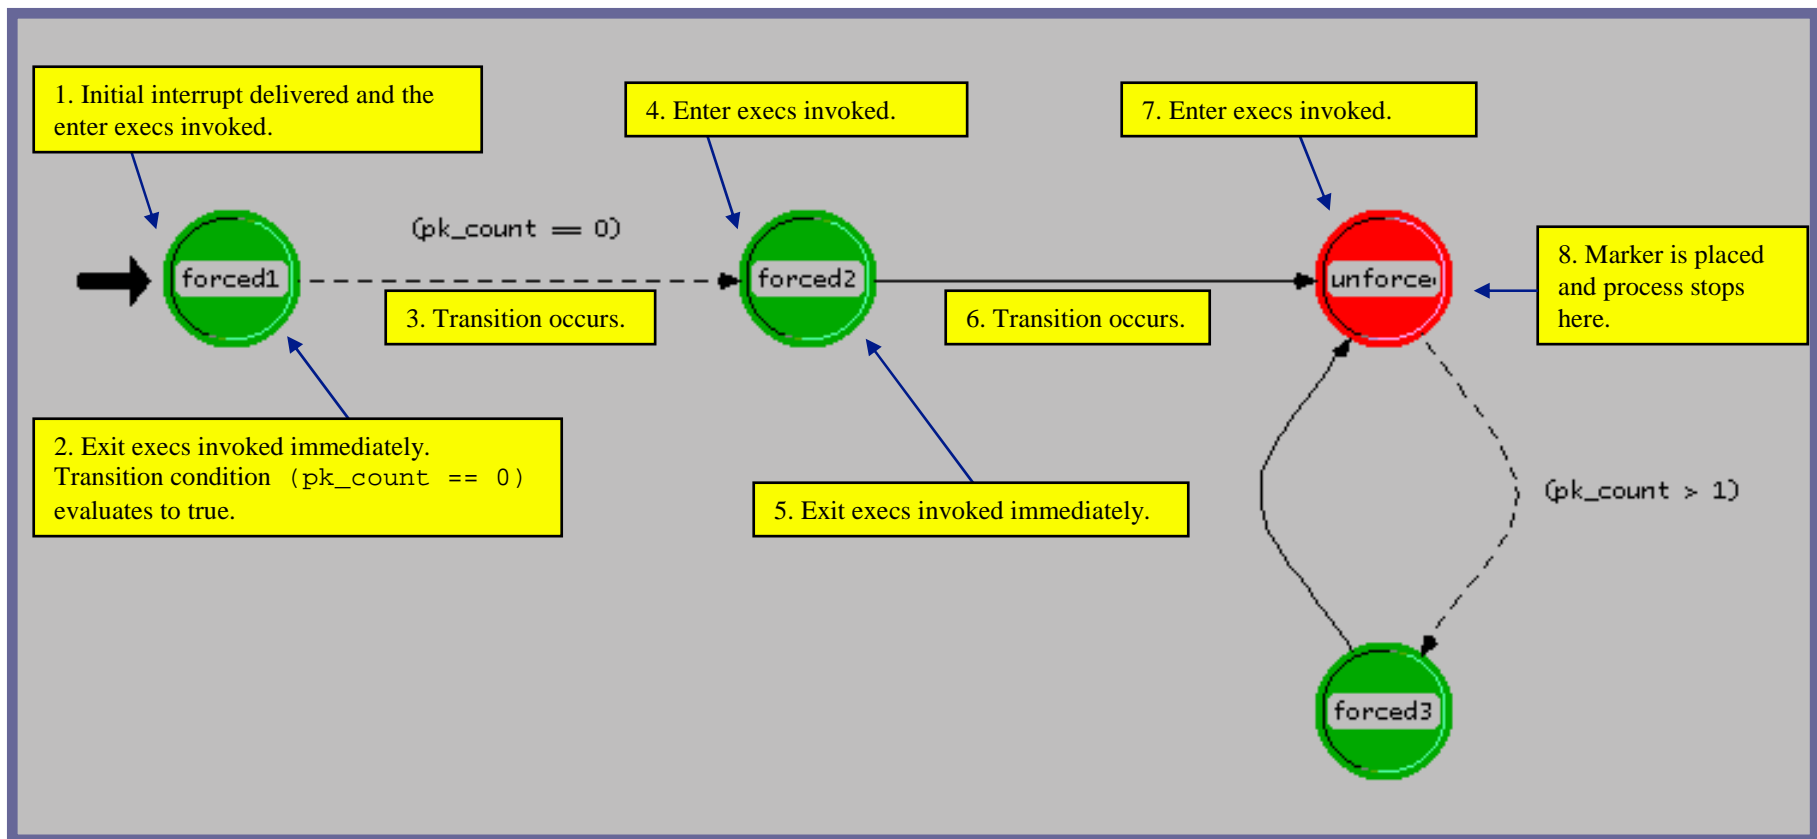 1. Initial interrupt delivered and the
enter execs invoked.
4. Enter execs invoked.
7. Enter execs invoked.
(pk_count == 0)
forced1
forced2
unforce
8. Marker is placed
and process stops
here.
3. Transition occurs.
6. Transition occurs.
2. Exit execs invoked immediately.
Transition condition (pk_count == 0)
evaluates to true.
5. Exit execs invoked immediately.
(pk_count > 1)
forced3